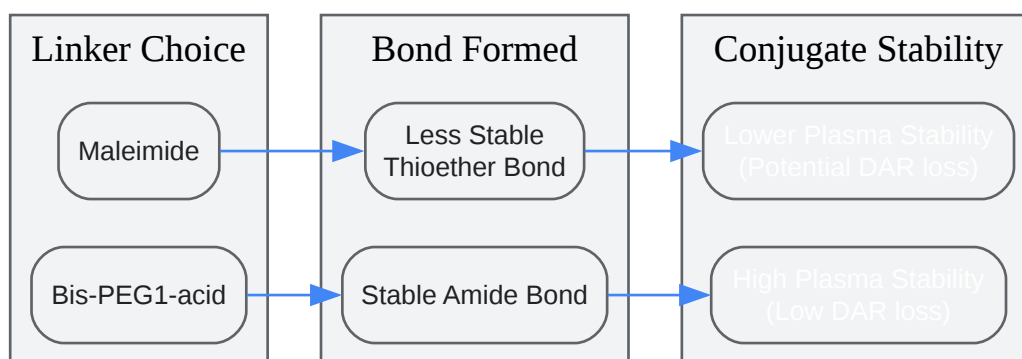 Linker Choice
Bond Formed
Conjugate Stability
Maleimide
Less Stable
Thioether Bond
Lower Plasma Stability
(Potential DAR loss)
Bis-PEG1-acid
Stable Amide Bond
High Plasma Stability
(Low DAR loss)